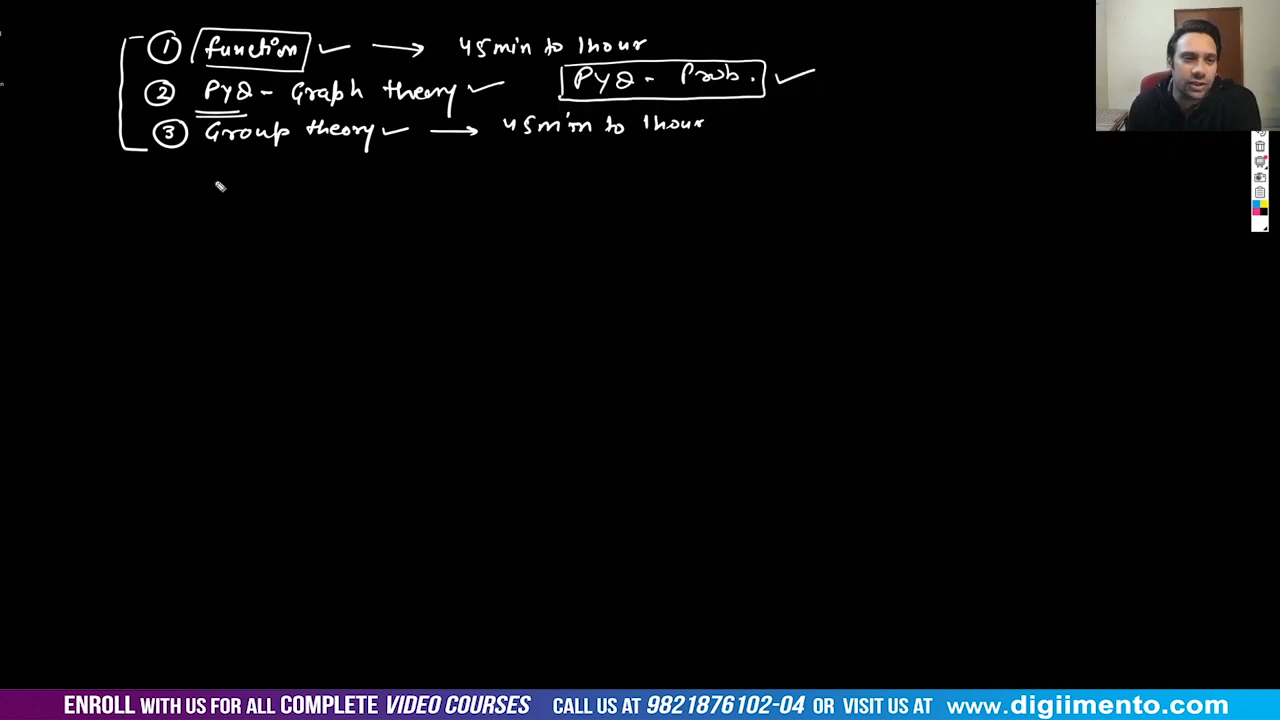 ① function ✓ → 45min to 1hour
② PYQ - Graph theory ✓ PYQ - Prob. ✓
③ Group theory ✓ → 45min to 1hour
ENROLL WITH US FOR ALL COMPLETE VIDEO COURSES CALL US AT 9821876102-04 OR VISIT US AT www.digiimento.com